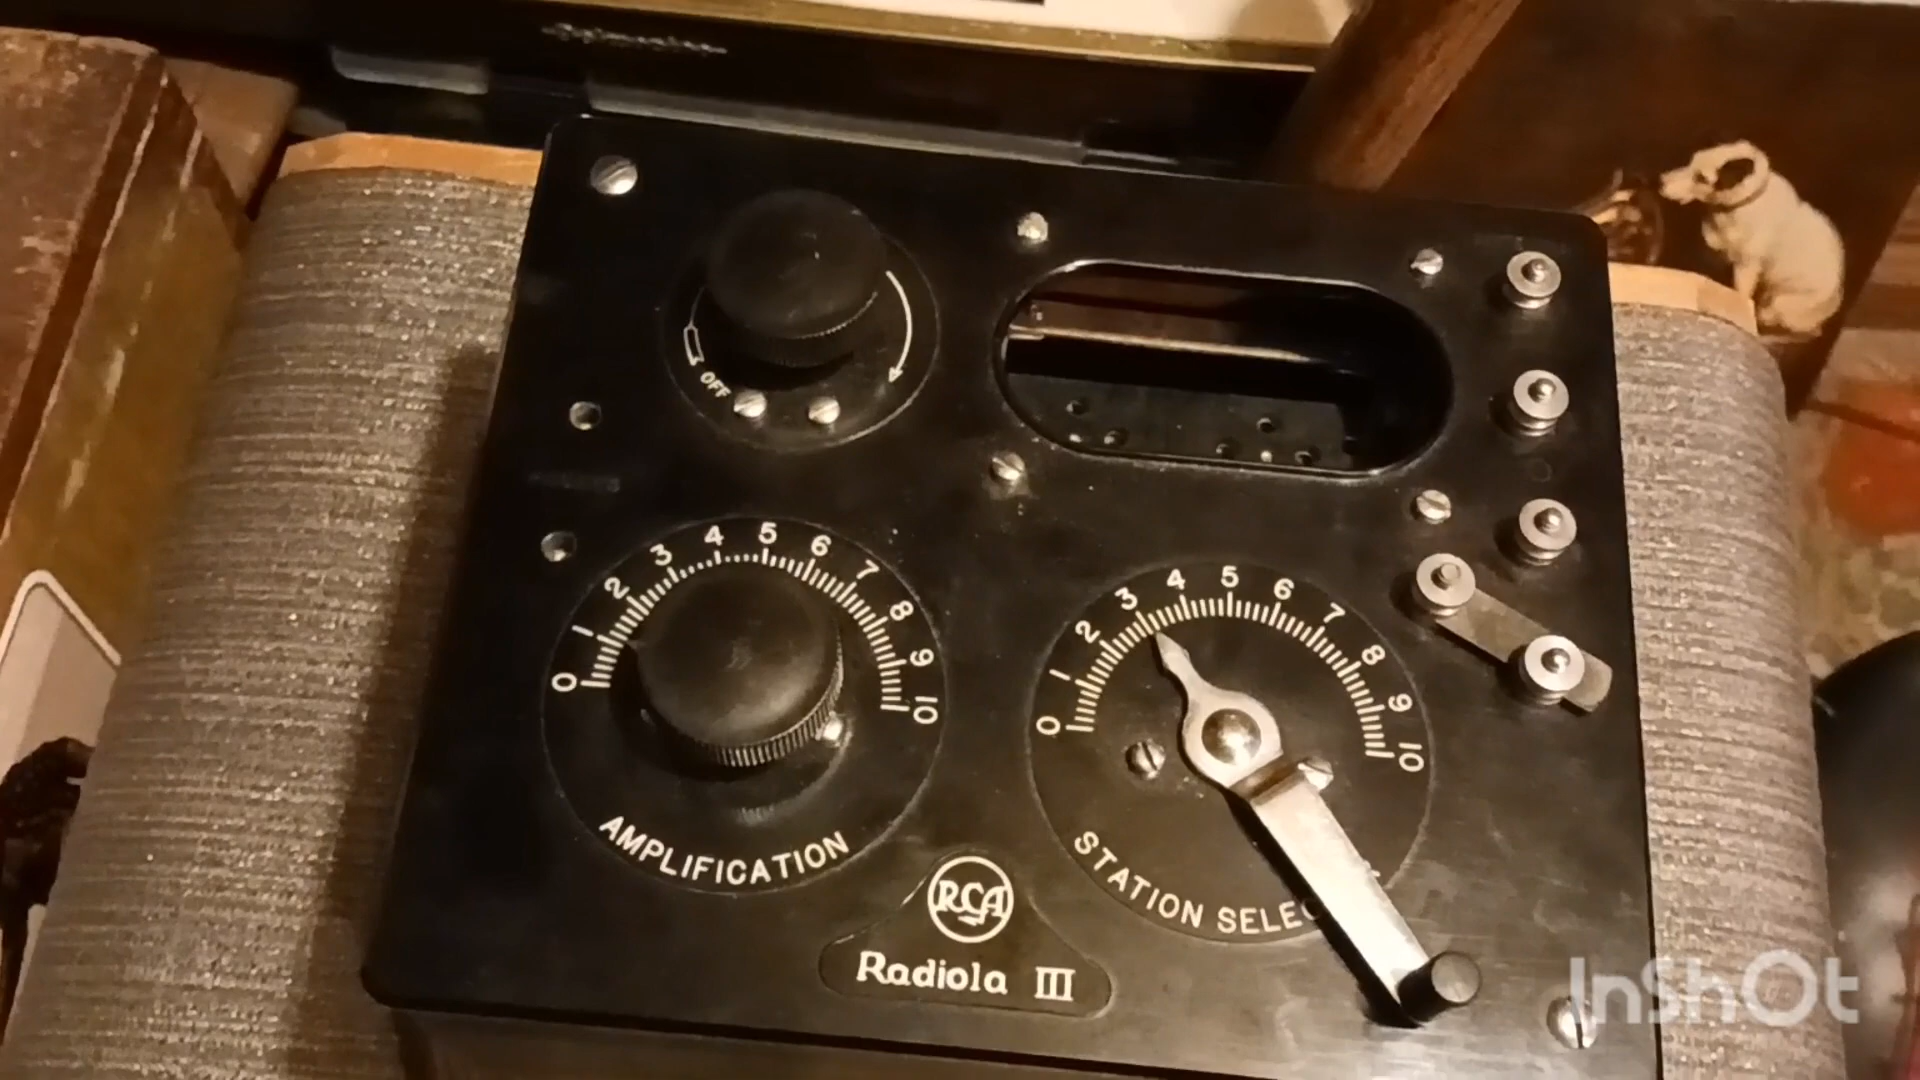 OFF
0 1 2 3 4 5 6 7 8 9 10
AMPLIFICATION
0 1 2 3 4 5 6 7 8 9 10
STATION SELEC
RCA
Radiola III
InShOt